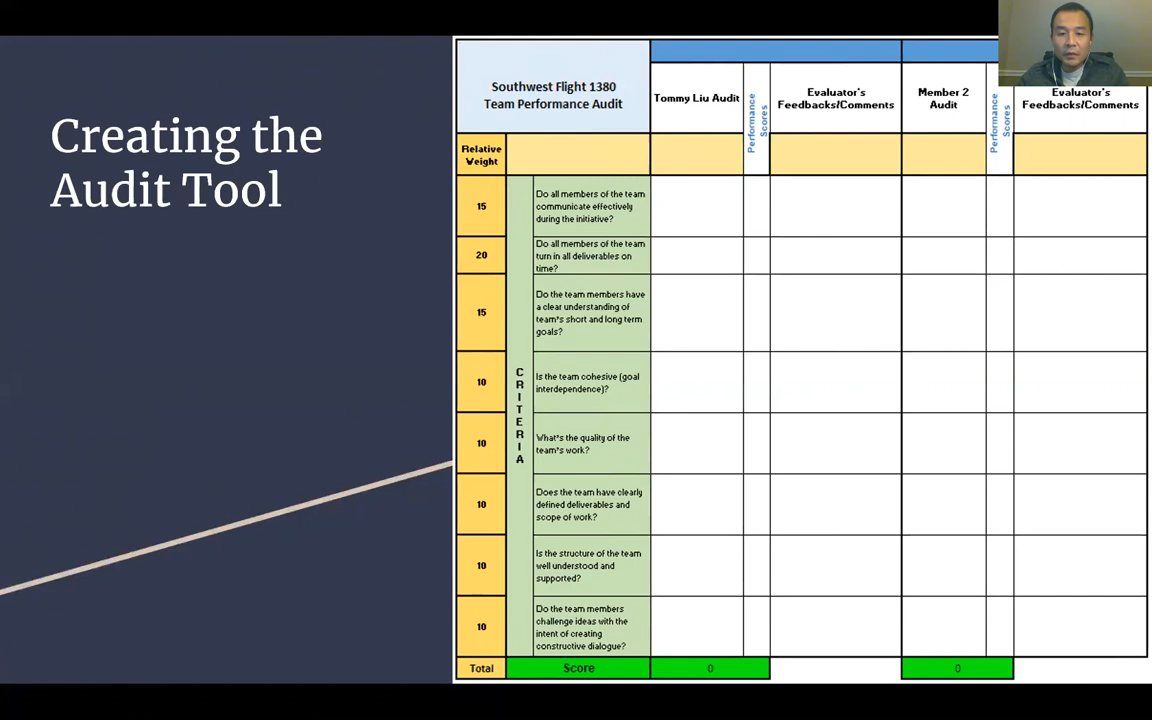 Creating the
Audit Tool
Southwest Flight 1380
Team Performance Audit
Tommy Liu Audit
Performance
Scores
Evaluator's
Feedbacks/Comments
Member 2
Audit
Performance
Scores
Evaluator's
Feedbacks/Comments
Relative
Weight
CRITERIA
15
Do all members of the team
communicate effectively
during the initiative?
20
Do all members of the team
turn in all deliverables on
time?
15
Do the team members have
a clear understanding of
team's short and long term
goals?
10
Is the team cohesive (goal
interdependence)?
10
What's the quality of the
team's work?
10
Does the team have clearly
defined deliverables and
scope of work?
10
Is the structure of the team
well understood and
supported?
10
Do the team members
challenge ideas with the
intent of creating
constructive dialogue?
Total
Score
0
0